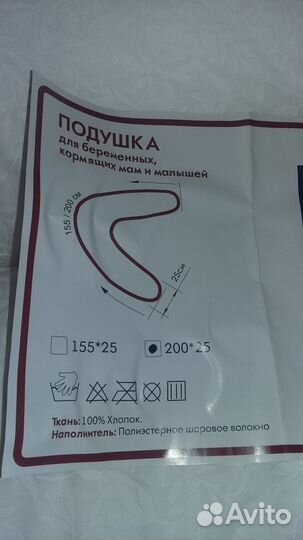 ПОДУШКА
для беременных,
кормящих мам и малышей
155 / 200 см
25см
155*25 200*25
Ткань: 100% Хлопок.
Наполнитель: Полиэстерное шаровое волокно
Avito